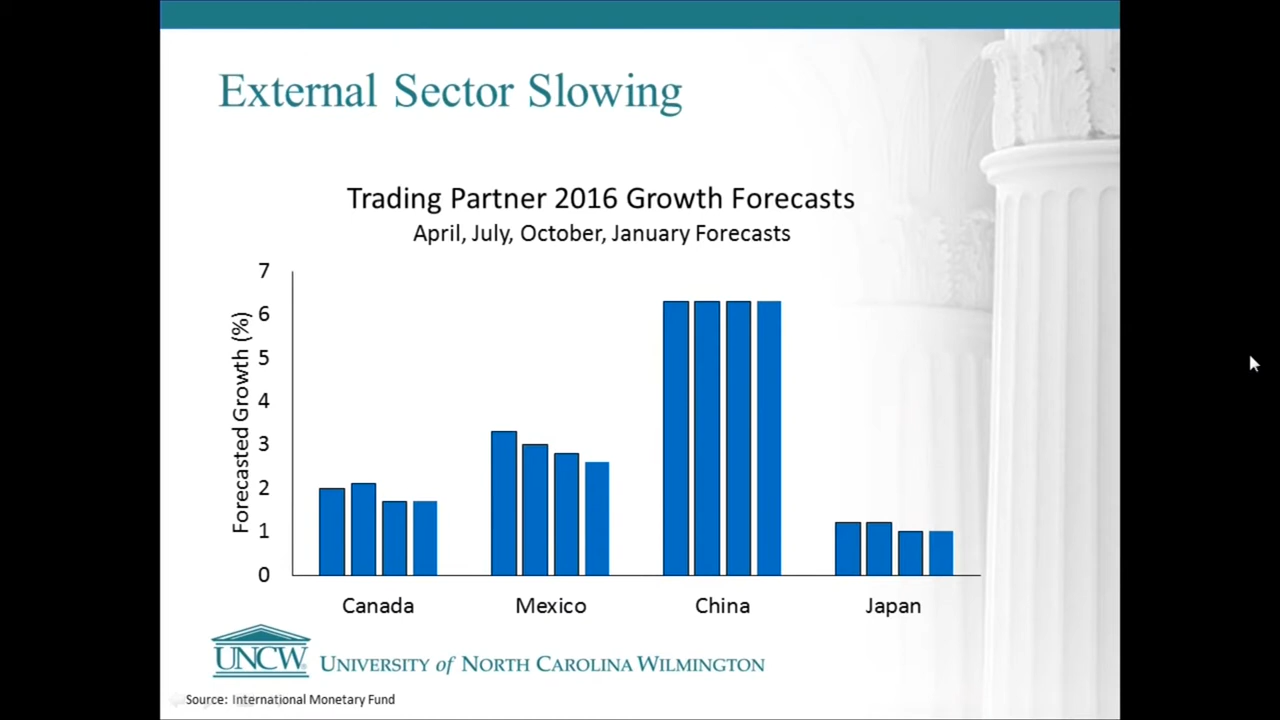 External Sector Slowing
Trading Partner 2016 Growth Forecasts
April, July, October, January Forecasts
Forecasted Growth (%)
7
6
5
4
3
2
1
0
Canada
Mexico
China
Japan
UNCW
UNIVERSITY of NORTH CAROLINA WILMINGTON
Source: International Monetary Fund